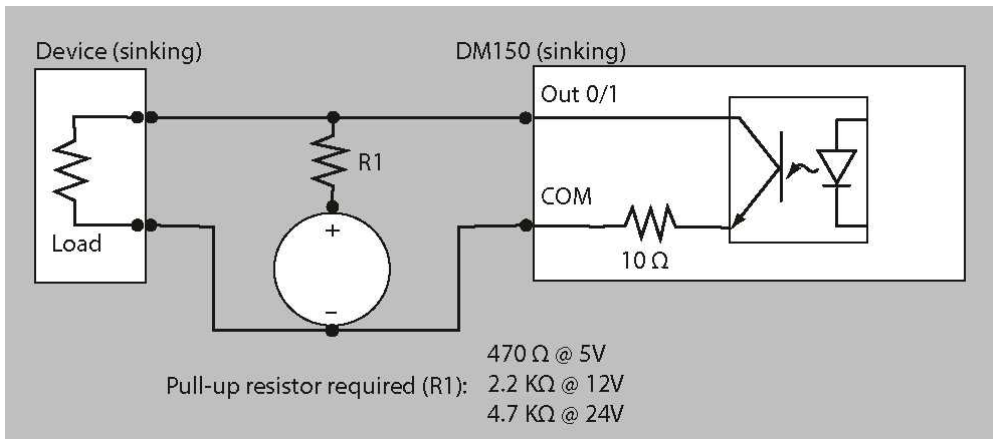 Device (sinking)
DM150 (sinking)
Out 0/1
R1
COM
+
Load
10 Ω
−
470 Ω @ 5V
Pull-up resistor required (R1): 2.2 KΩ @ 12V
4.7 KΩ @ 24V